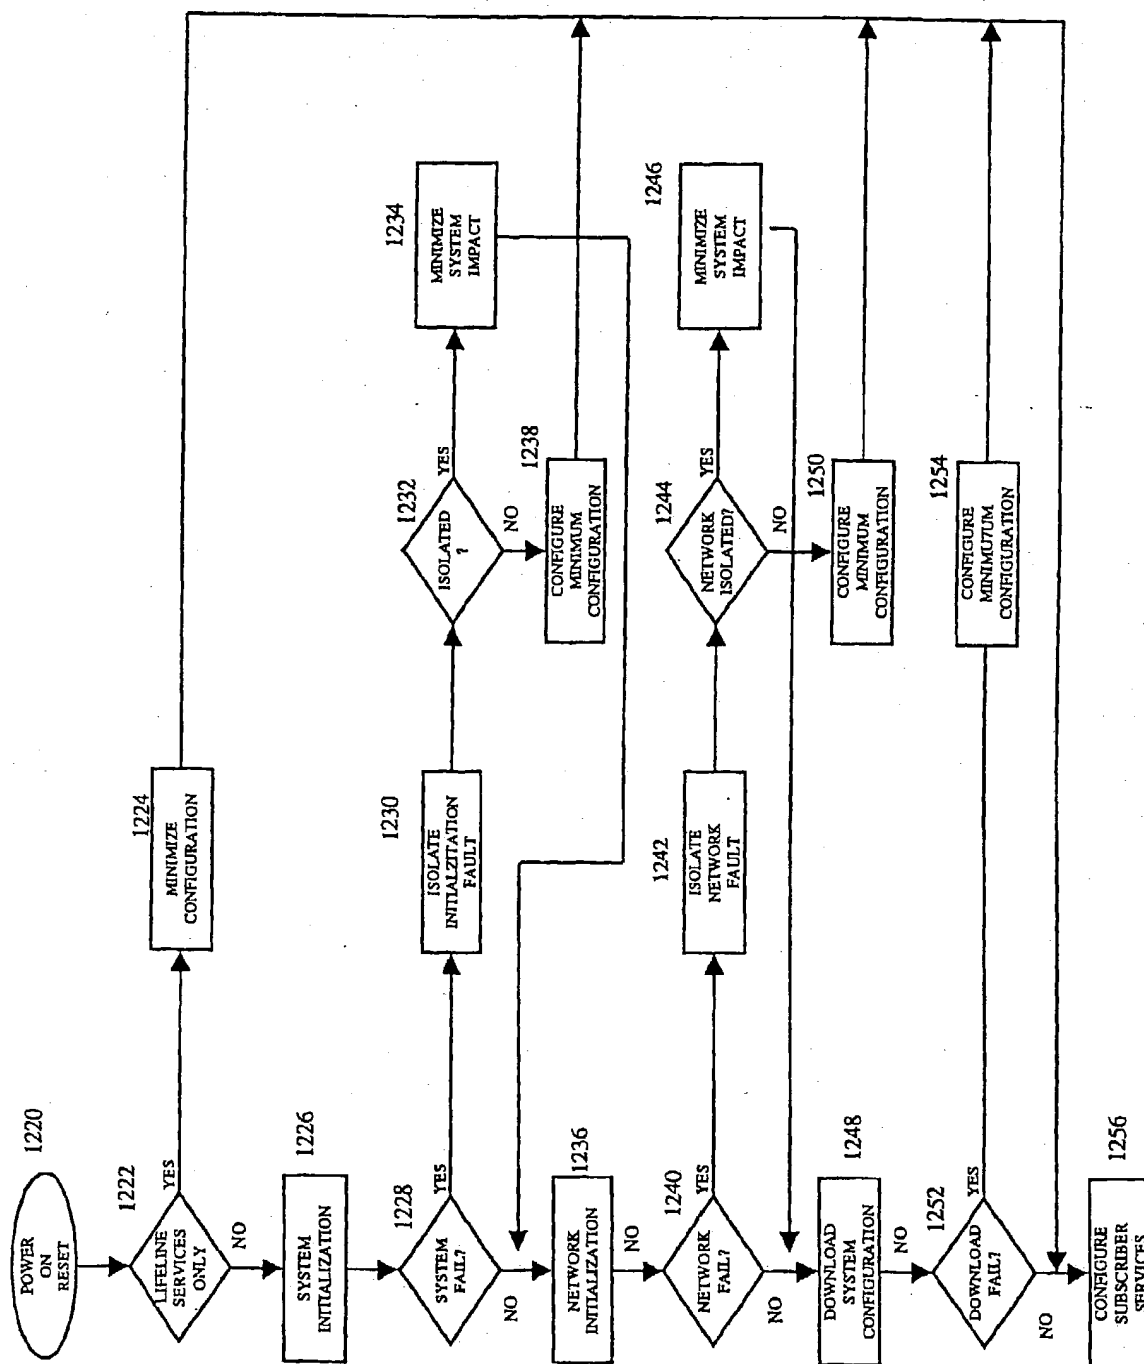 POWER
ON
RESET
1220
LIFELINE
SERVICES
ONLY
1222
YES
NO
MINIMIZE
CONFIGURATION
1224
SYSTEM
INITIALIZATION
1226
SYSTEM
FAIL?
1228
YES
NO
ISOLATE
INITIALZITATION
FAULT
1230
ISOLATED
?
1232
YES
NO
MINIMIZE
SYSTEM
IMPACT
1234
CONFIGURE
MINIMUM
CONFIGURATION
1238
NETWORK
INITIALIZATION
1236
NO
NETWORK
FAIL?
1240
YES
NO
ISOLATE
NETWORK
FAULT
1242
NETWORK
ISOLATED?
1244
YES
NO
MINIMIZE
SYSTEM
IMPACT
1246
CONFIGURE
MINIMUM
CONFIGURATION
1250
DOWNLOAD
SYSTEM
CONFIGURATION
1248
NO
DOWNLOAD
FAIL?
1252
YES
NO
CONFIGURE
MINIMU7IUM
CONFIGURATION
1254
CONFIGURE
SUBSCRIBER
SERVICES
1256